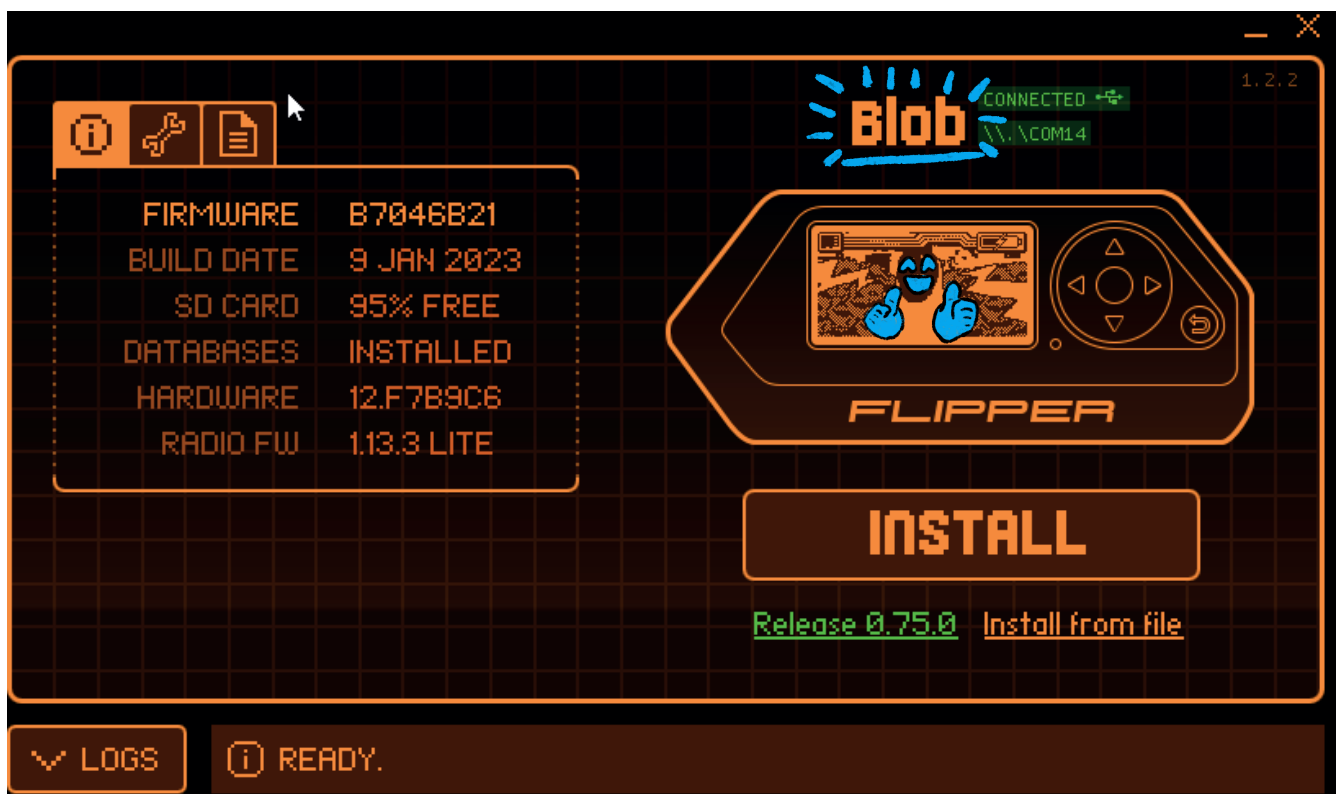 1.2.2
Blob
CONNECTED
\\.\COM14
FIRMWARE B7046B21
BUILD DATE 9 JAN 2023
SD CARD 95% FREE
DATABASES INSTALLED
HARDWARE 12.F7B9C6
RADIO FW 1.13.3 LITE
FLIPPER
INSTALL
Release 0.75.0 Install from file
LOGS READY.